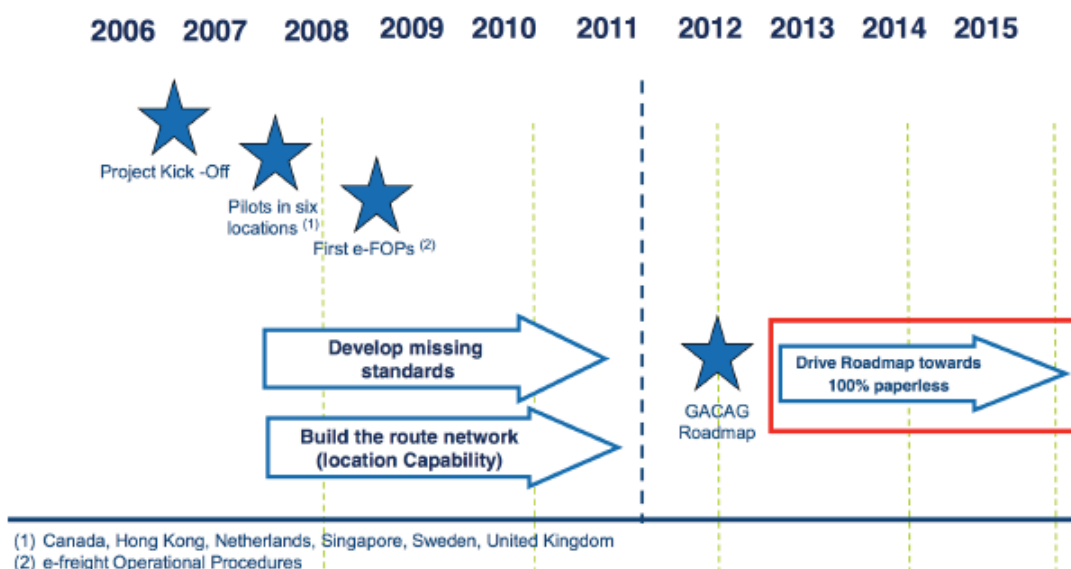 2006 2007 2008 2009 2010 2011 2012 2013 2014 2015
Project Kick -Off
Pilots in six
locations (1)
First e-FOPs (2)
Develop missing
standards
Build the route network
(location Capability)
GACAG
Roadmap
Drive Roadmap towards
100% paperless
(1) Canada, Hong Kong, Netherlands, Singapore, Sweden, United Kingdom
(2) e-freight Operational Procedures